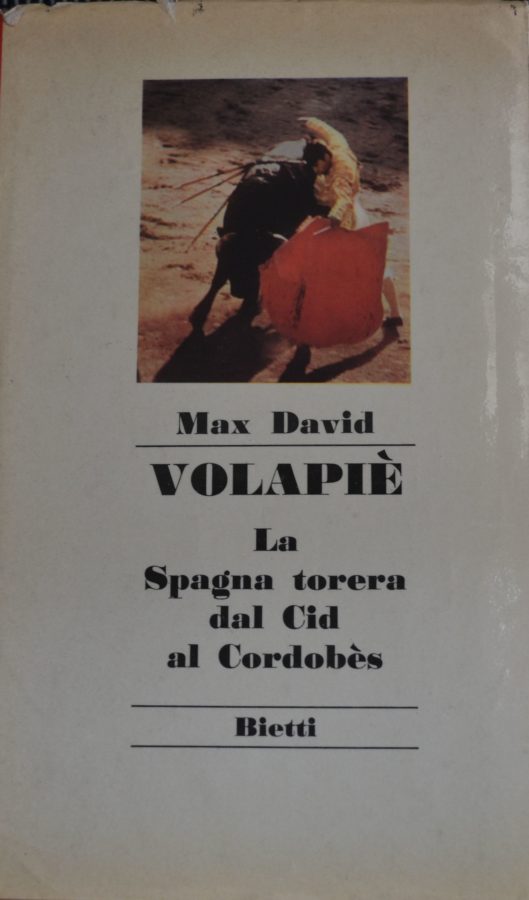 Max David
VOLAPIÈ
La
Spagna torera
dal Cid
al Cordobès
Bietti